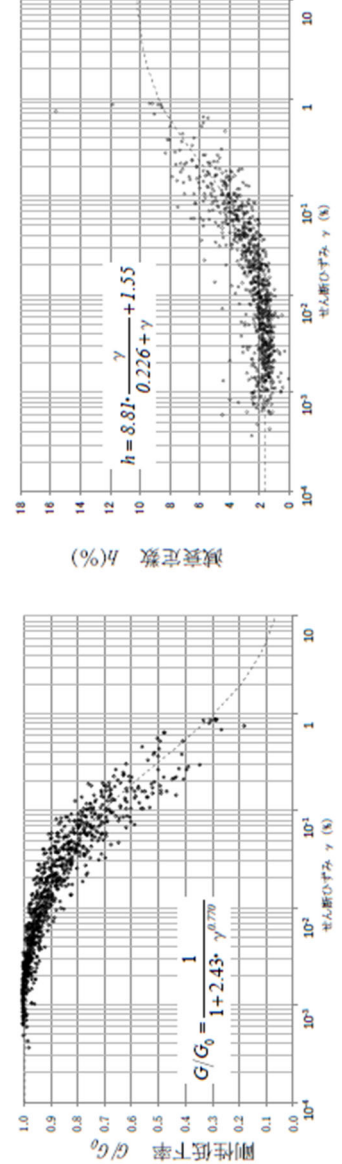 剛性低下率 G/G₀
1.0
0.9
0.8
0.7
0.6
0.5
0.4
0.3
0.2
0.1
0.0
G/G₀ = 1 / (1+2.43・γ^0.770)
10⁻⁴ 10⁻³ 10⁻² 10⁻¹ 1 10
せん断ひずみ γ (%)
減衰定数 h(%)
18
16
14
12
10
8
6
4
2
0
h = 8.81・γ / (0.226+γ) +1.55
10⁻⁴ 10⁻³ 10⁻² 10⁻¹ 1 10
せん断ひずみ γ (%)